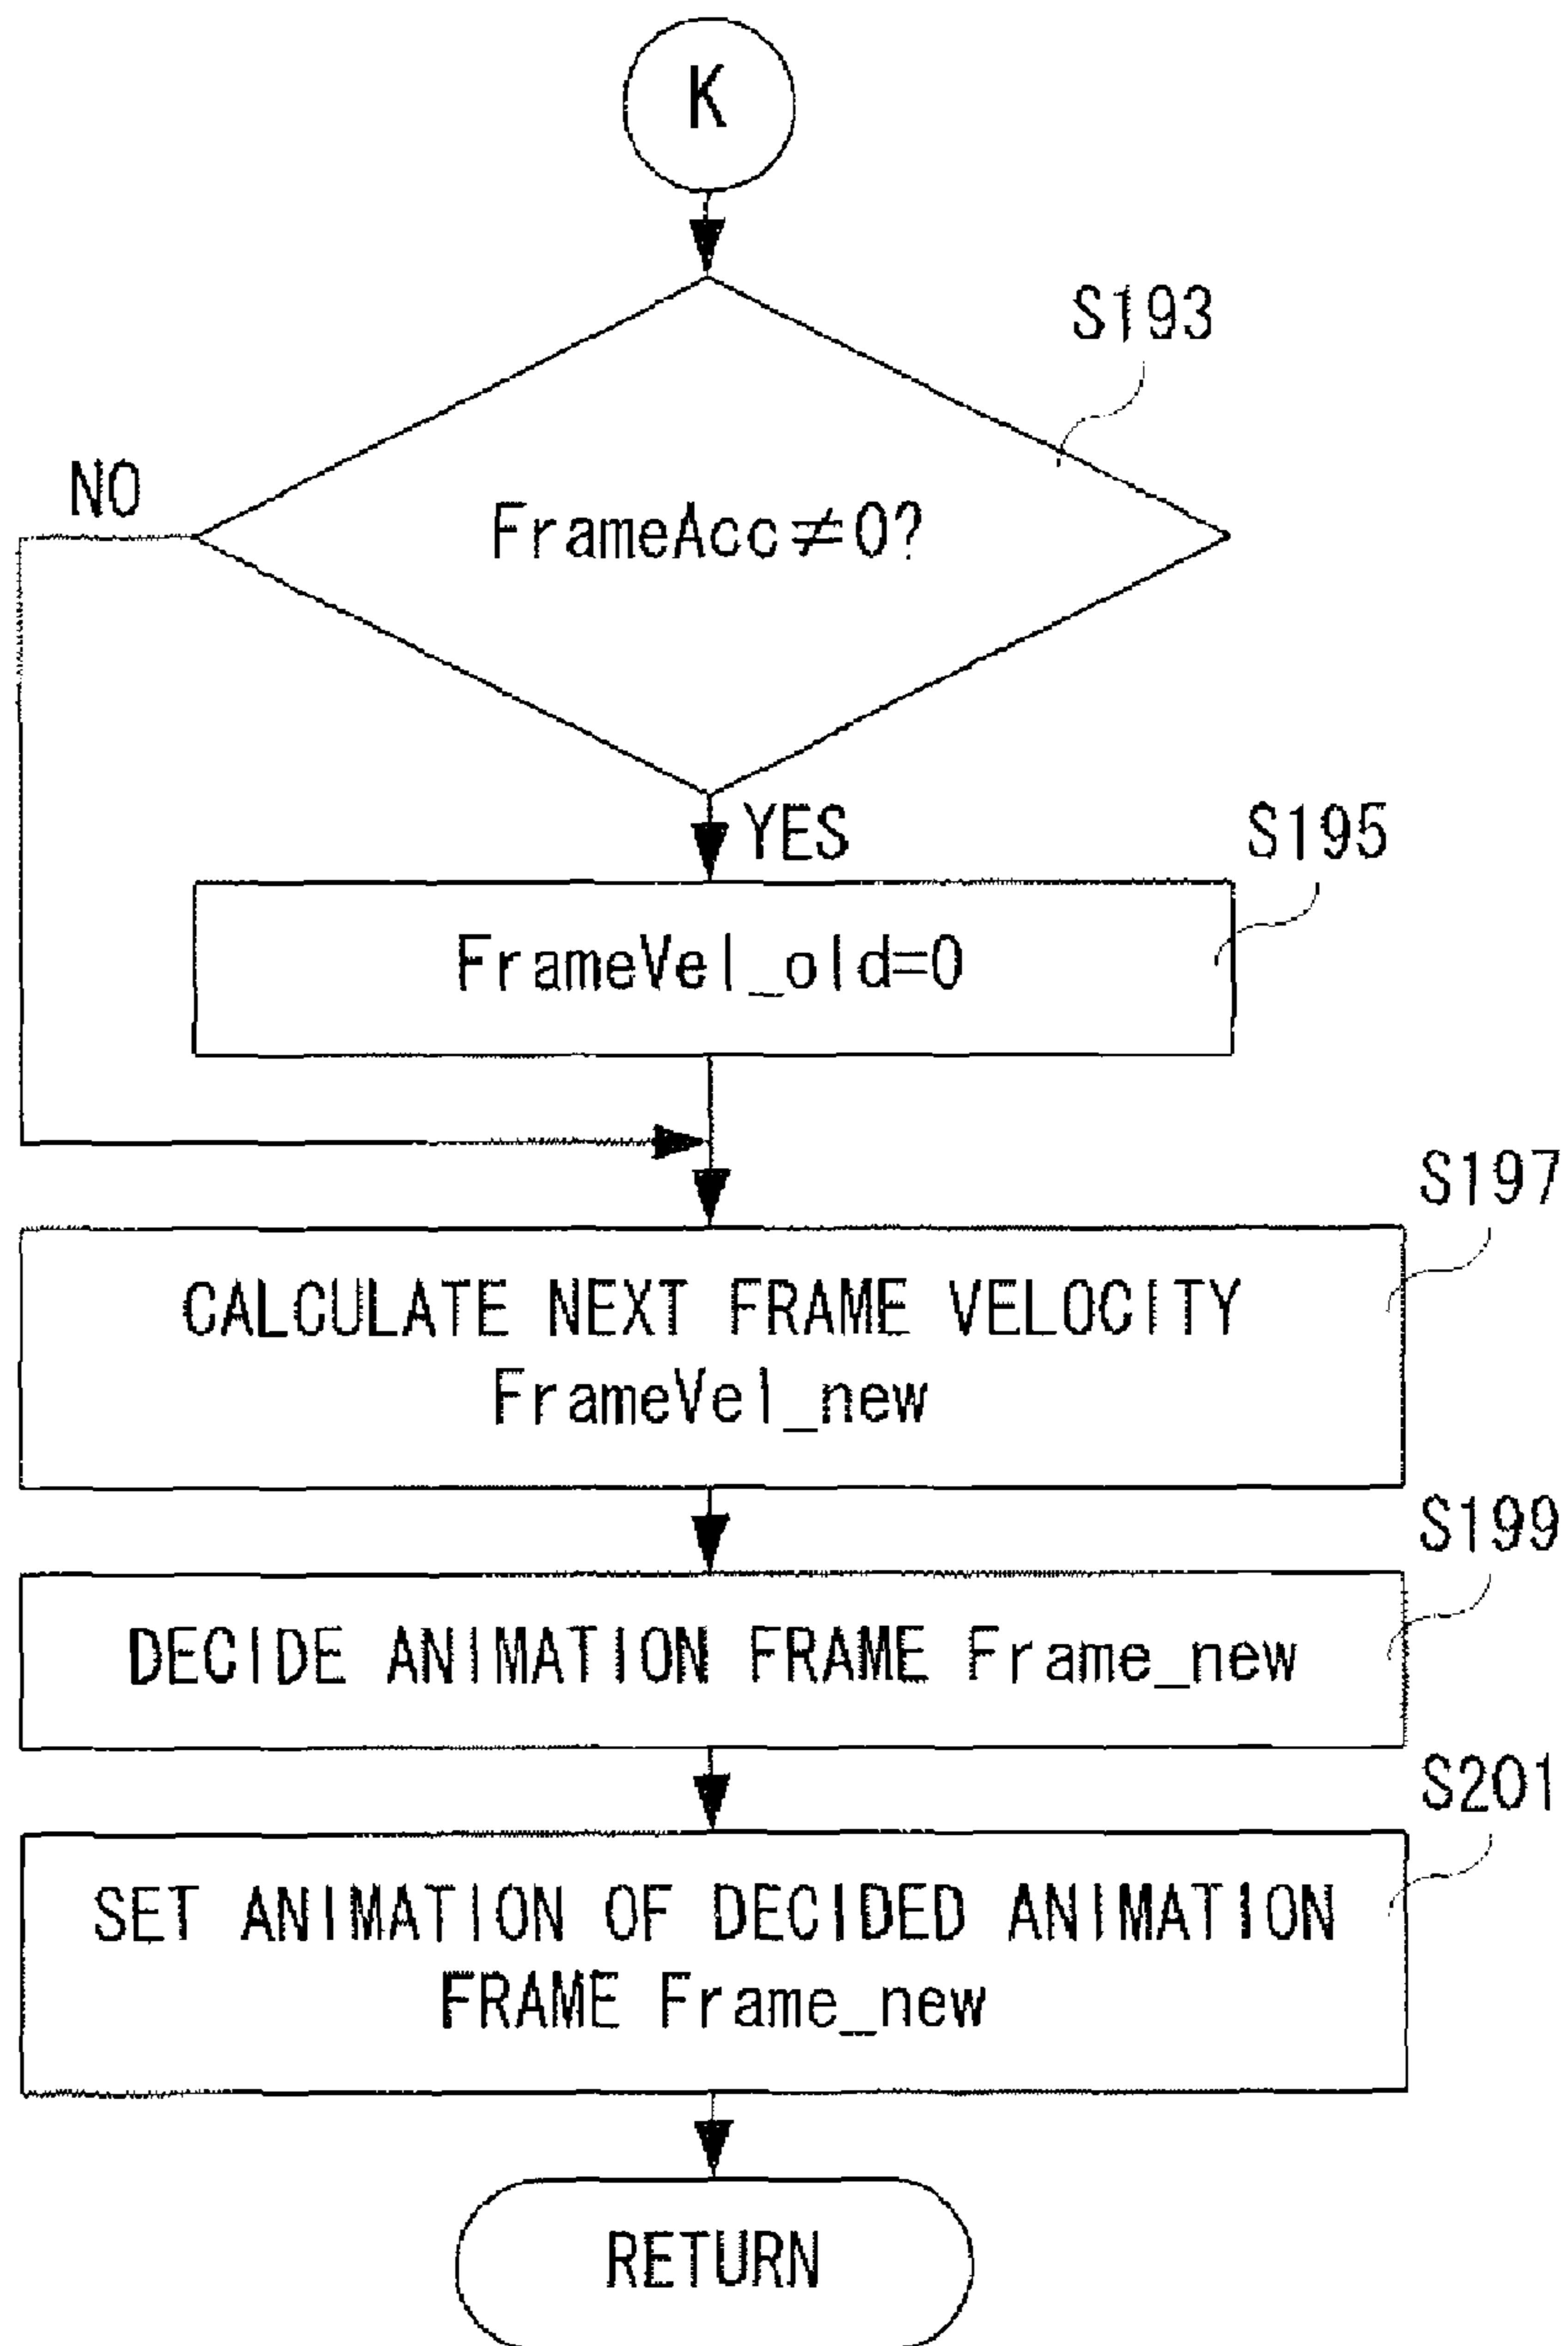 K
S193
NO
FrameAcc≠0?
YES
S195
FrameVel_old=0
S197
CALCULATE NEXT FRAME VELOCITY
FrameVel_new
S199
DECIDE ANIMATION FRAME Frame_new
S201
SET ANIMATION OF DECIDED ANIMATION
FRAME Frame_new
RETURN